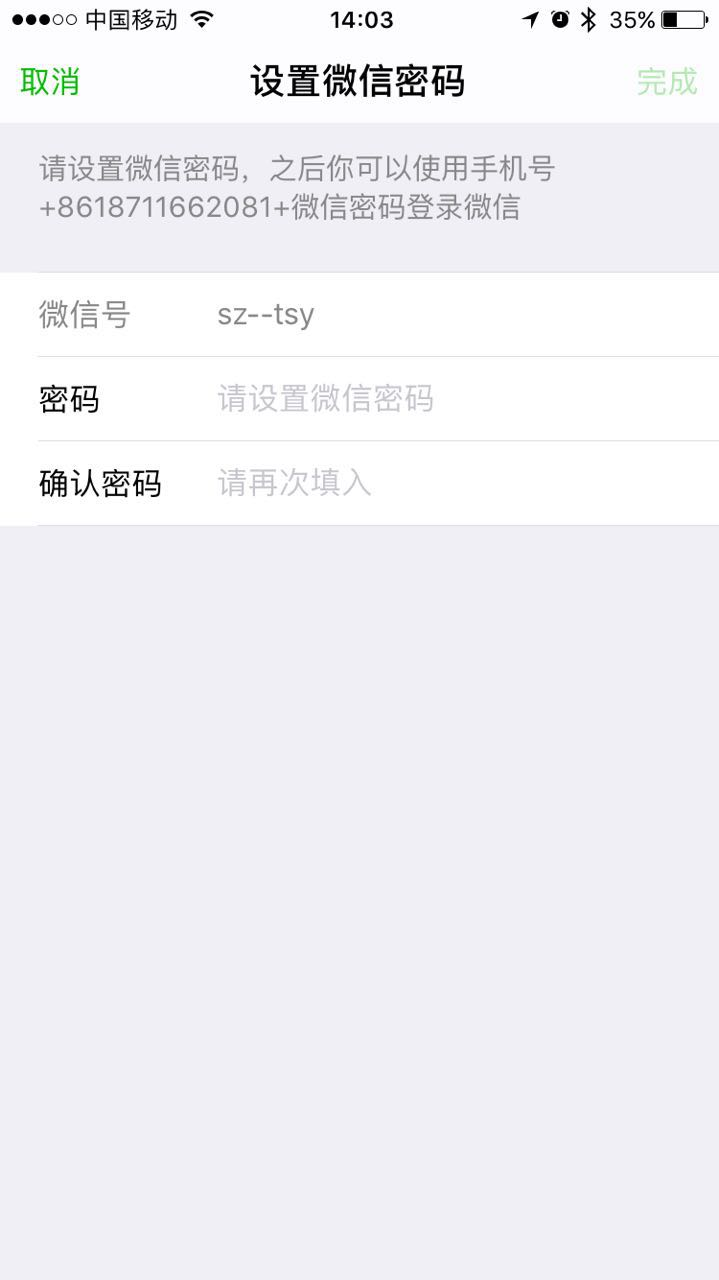 中国移动 14:03 35%
取消 设置微信密码 完成
请设置微信密码，之后你可以使用手机号
+8618711662081+微信密码登录微信
微信号 sz--tsy
密码 请设置微信密码
确认密码 请再次填入